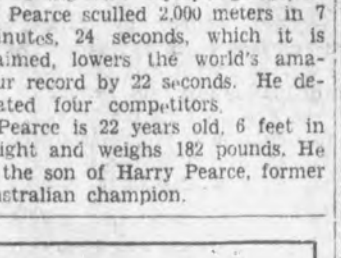 Pearce sculled 2,000 meters in 7
nutes, 24 seconds, which it is
aimed, lowers the world's ama-
ur record by 22 seconds. He de-
ated four competitors.
Pearce is 22 years old, 6 feet in
ight and weighs 182 pounds. He
the son of Harry Pearce, former
stralian champion.